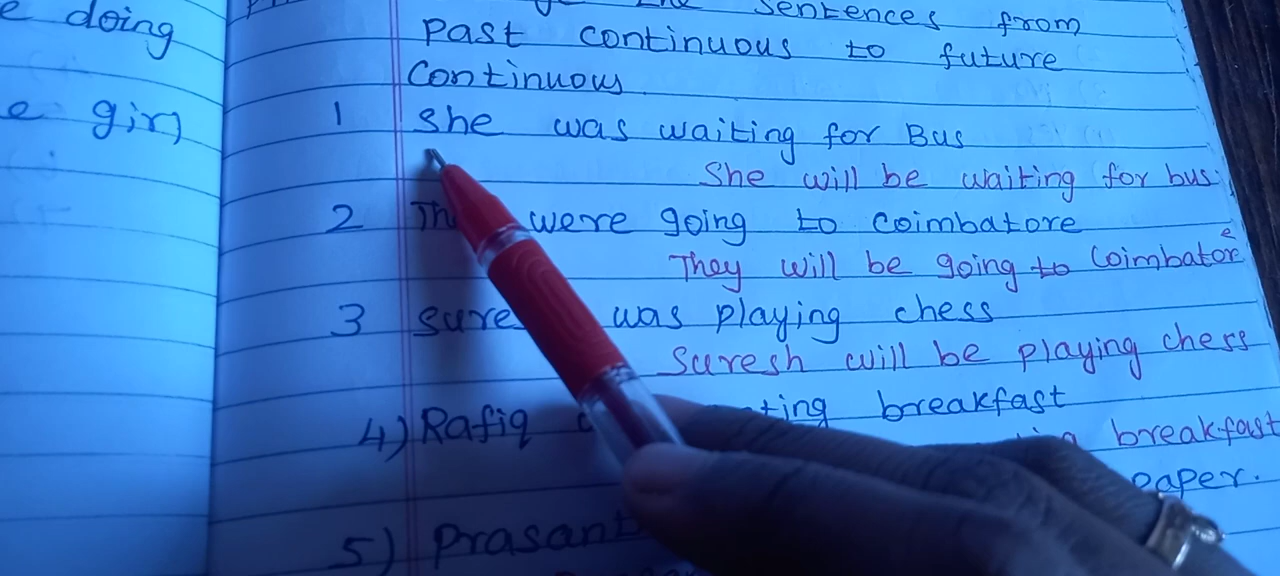 e doing
e girl
sentences from
Past continuous to future
Continuous.
1 She was waiting for Bus
She will be waiting for bus.
2 were going to Coimbatore
They will be going to Coimbatore
3 was playing chess
Suresh will be playing chess
4) Rafiq breakfast
breakfast
paper.
5)